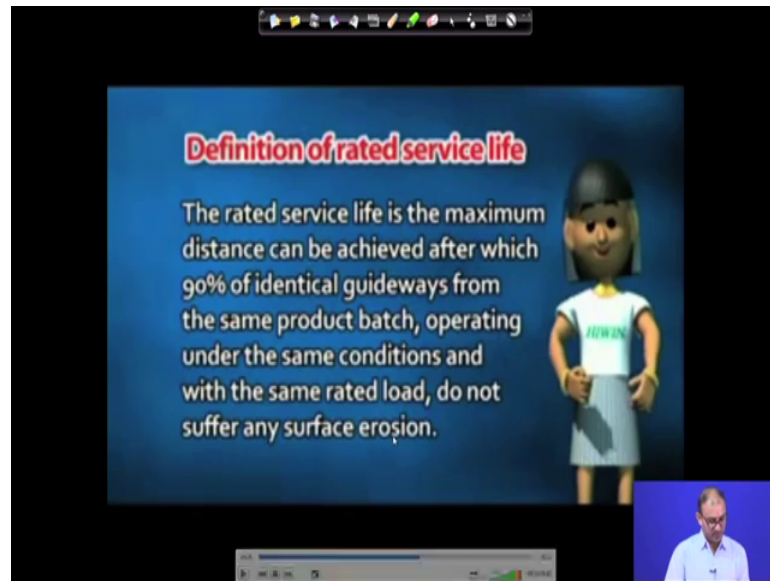 Definition of rated service life
The rated service life is the maximum
distance can be achieved after which
90% of identical guideways from
the same product batch, operating
under the same conditions and
with the same rated load, do not
suffer any surface erosion.
HIWIN